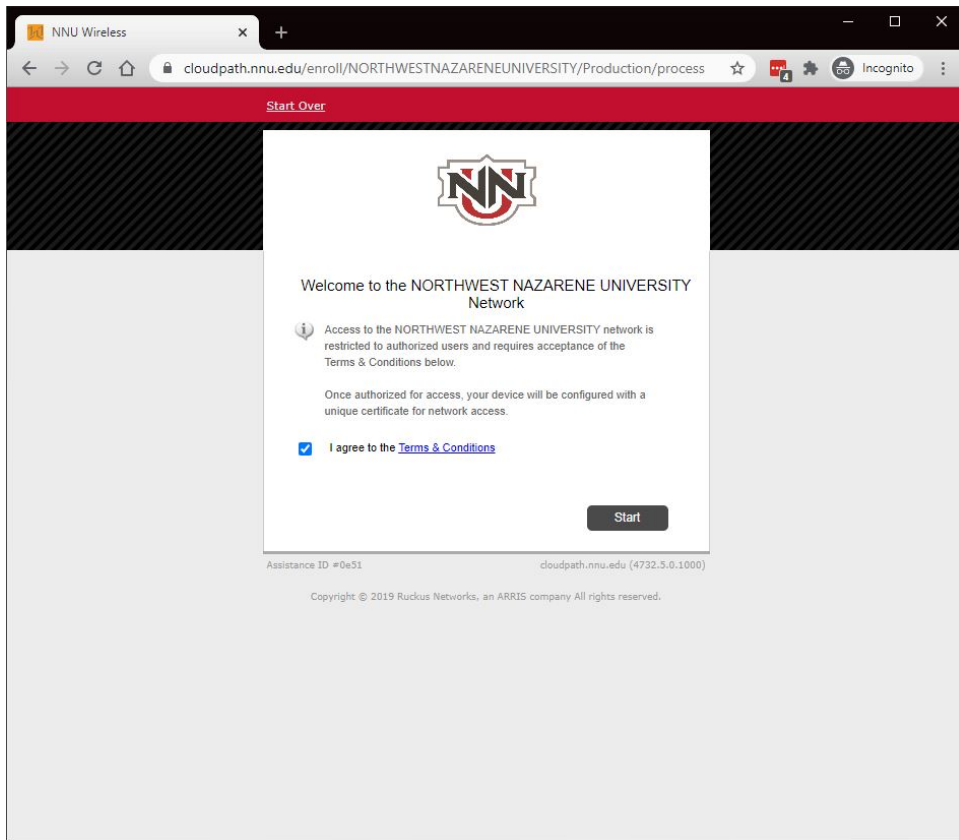 NNU Wireless
cloudpath.nnu.edu/enroll/NORTHWESTNAZARENEUNIVERSITY/Production/process
4
Incognito
Start Over
NNU
Welcome to the NORTHWEST NAZARENE UNIVERSITY
Network
Access to the NORTHWEST NAZARENE UNIVERSITY network is
restricted to authorized users and requires acceptance of the
Terms & Conditions below.
Once authorized for access, your device will be configured with a
unique certificate for network access.
I agree to the Terms & Conditions
Start
Assistance ID #0e51
cloudpath.nnu.edu (4732.5.0.1000)
Copyright © 2019 Ruckus Networks, an ARRIS company All rights reserved.